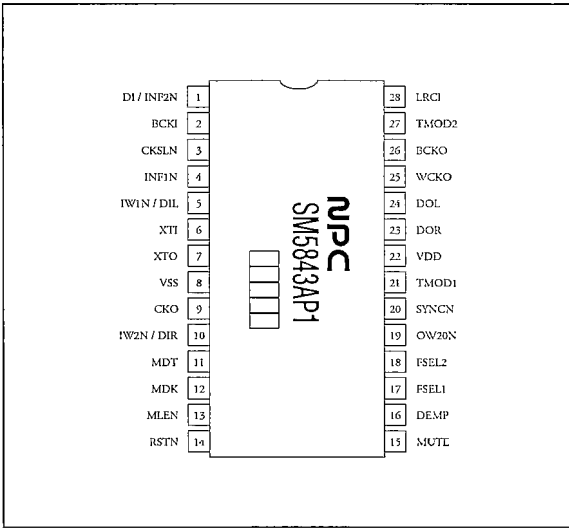 DI / INF2N 1
BCKI 2
CKSLN 3
INF1N 4
IW1N / DIL 5
XTI 6
XTO 7
VSS 8
CKO 9
IW2N / DIR 10
MDT 11
MDK 12
MLEN 13
RSTN 14
NPC
SM5843AP1
28 LRCI
27 TMOD2
26 BCKO
25 WCKO
24 DOL
23 DOR
22 VDD
21 TMOD1
20 SYNCN
19 OW20N
18 FSEL2
17 FSEL1
16 DEMP
15 MUTE